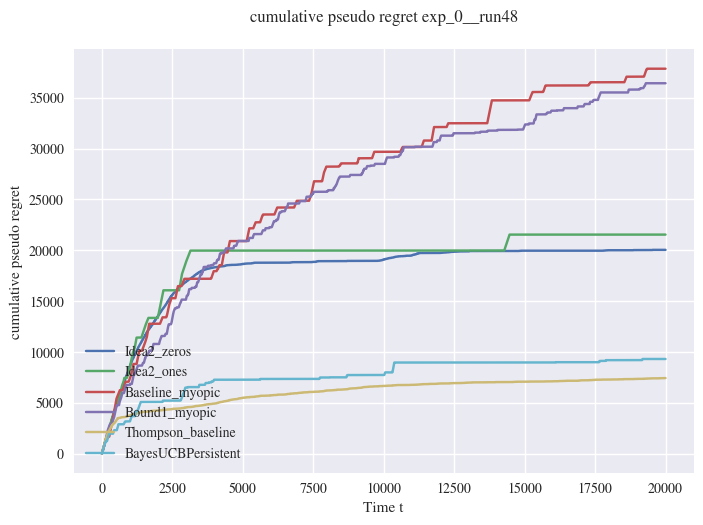 cumulative pseudo regret exp_0__run48
cumulative pseudo regret
35000
30000
25000
20000
15000
10000
5000
0
Idea2_zeros
Idea2_ones
Baseline_myopic
Bound1_myopic
Thompson_baseline
BayesUCBPersistent
0 2500 5000 7500 10000 12500 15000 17500 20000
Time t